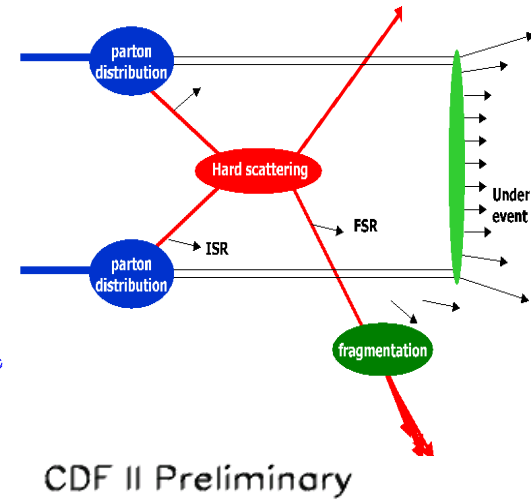 parton
distribution
Hard scattering
Under
event
FSR
ISR
parton
distribution
fragmentation
CDF II Preliminary